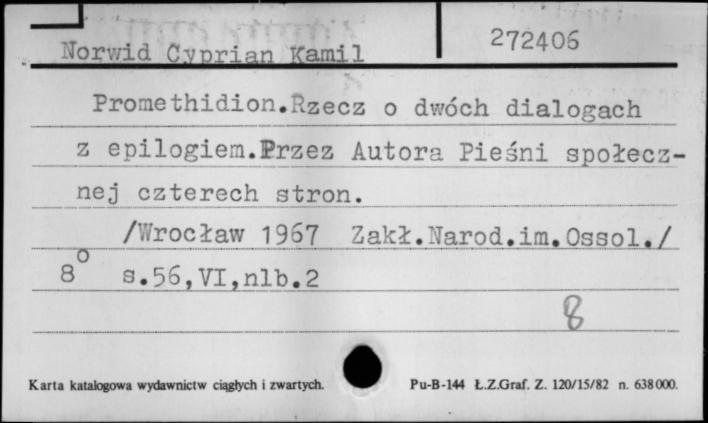 272406
Norwid Cyprian Kamil
Promethidion.Rzecz o dwóch dialogach
z epilogiem.Przez Autora Pieśni społecz-
nej czterech stron.
/Wrocław 1967 Zakł.Narod.im.Ossol./
8° s.56,VI,nlb.2
8
Karta katalogowa wydawnictw ciągłych i zwartych.
Pu-B-144 Ł.Z.Graf. Z. 120/15/82 n. 638000.